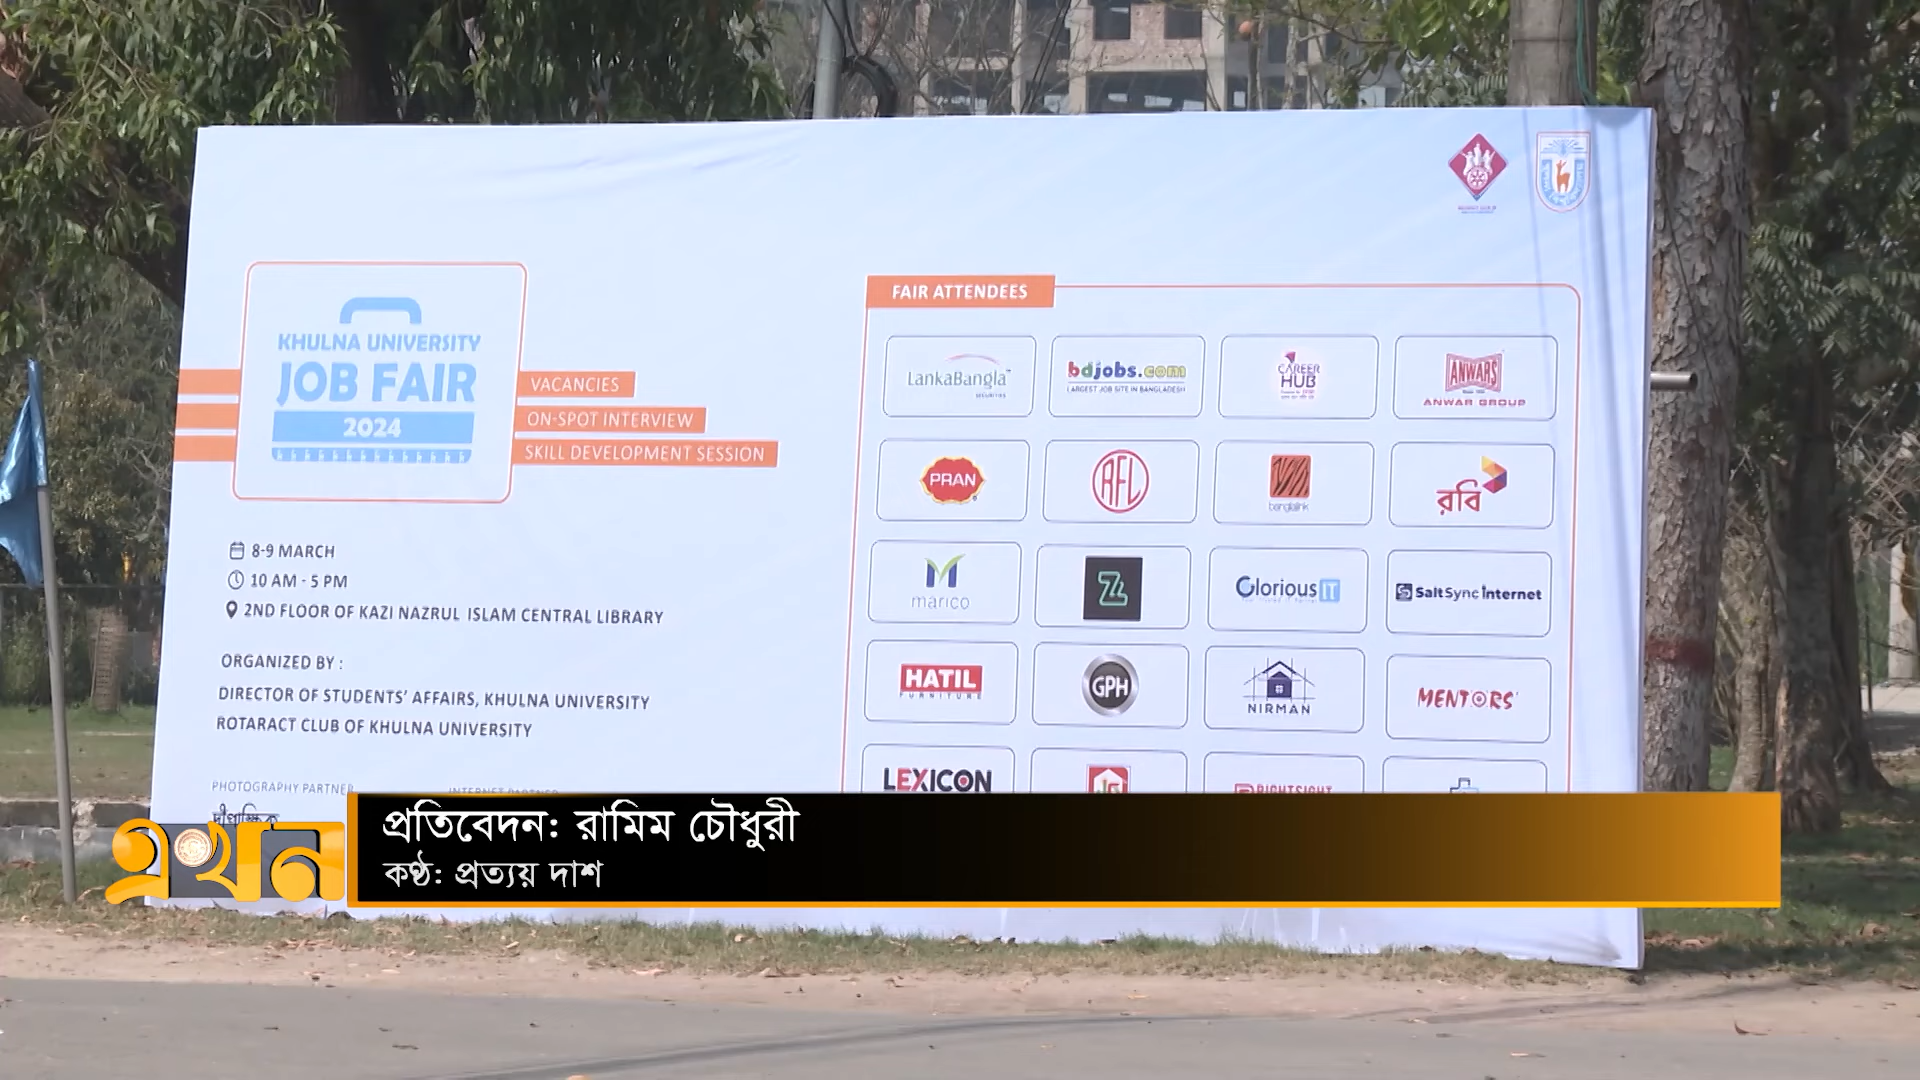 KHULNA UNIVERSITY
JOB FAIR
2024
VACANCIES
ON-SPOT INTERVIEW
SKILL DEVELOPMENT SESSION
8-9 MARCH
10 AM - 5 PM
2ND FLOOR OF KAZI NAZRUL ISLAM CENTRAL LIBRARY
ORGANIZED BY :
DIRECTOR OF STUDENTS' AFFAIRS, KHULNA UNIVERSITY
ROTARACT CLUB OF KHULNA UNIVERSITY
PHOTOGRAPHY PARTNER
FAIR ATTENDEES
LankaBangla
SECURITIES
bdjobs.com
LARGEST JOB SITE IN BANGLADESH
CAREER
HUB
ANWARS
ANWAR GROUP
PRAN
RFL
banglalink
রবি
marico
Glorious IT
SaltSync Internet
HATIL
FURNITURE
GPH
NIRMAN
MENTORS'
LEXICON
এখন
প্রতিবেদন: রামিম চৌধুরী
কণ্ঠ: প্রত্যয় দাশ